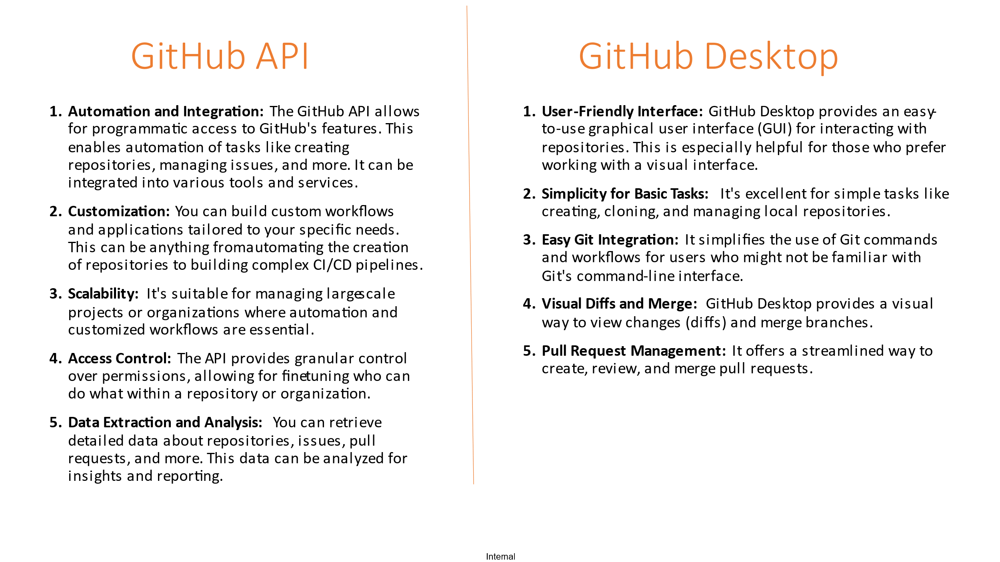 GitHub API
1. Automation and Integration: The GitHub API allows
for programmatic access to GitHub's features. This
enables automation of tasks like creating
repositories, managing issues, and more. It can be
integrated into various tools and services.
2. Customization: You can build custom workflows
and applications tailored to your specific needs.
This can be anything fromautomating the creation
of repositories to building complex CI/CD pipelines.
3. Scalability: It's suitable for managing large-scale
projects or organizations where automation and
customized workflows are essential.
4. Access Control: The API provides granular control
over permissions, allowing for finetuning who can
do what within a repository or organization.
5. Data Extraction and Analysis: You can retrieve
detailed data about repositories, issues, pull
requests, and more. This data can be analyzed for
insights and reporting.
GitHub Desktop
1. User-Friendly Interface: GitHub Desktop provides an easy-
to-use graphical user interface (GUI) for interacting with
repositories. This is especially helpful for those who prefer
working with a visual interface.
2. Simplicity for Basic Tasks: It's excellent for simple tasks like
creating, cloning, and managing local repositories.
3. Easy Git Integration: It simplifies the use of Git commands
and workflows for users who might not be familiar with
Git's command-line interface.
4. Visual Diffs and Merge: GitHub Desktop provides a visual
way to view changes (diffs) and merge branches.
5. Pull Request Management: It offers a streamlined way to
create, review, and merge pull requests.
Internal